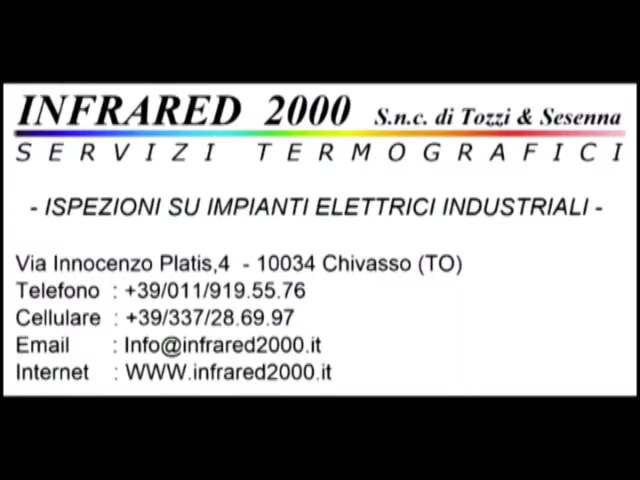 INFRARED 2000 S.n.c. di Tozzi & Sesenna
SERVIZI TERMOGRAFICI
- ISPEZIONI SU IMPIANTI ELETTRICI INDUSTRIALI -
Via Innocenzo Platis,4 - 10034 Chivasso (TO)
Telefono : +39/011/919.55.76
Cellulare : +39/337/28.69.97
Email : Info@infrared2000.it
Internet : WWW.infrared2000.it